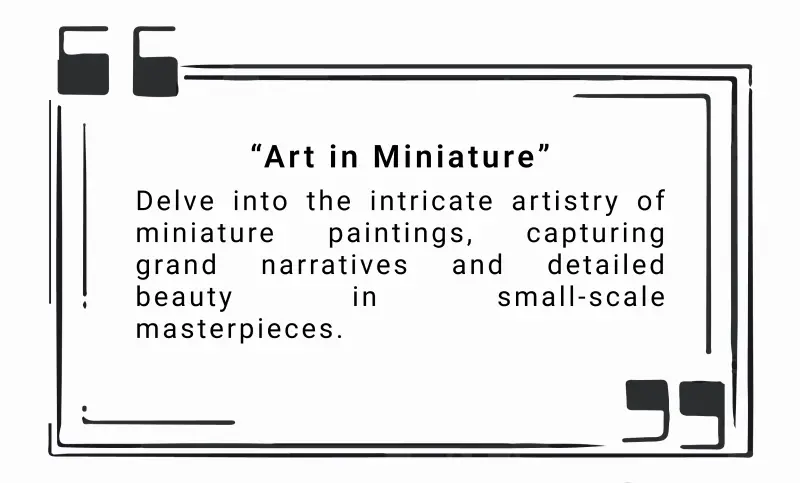 “Art in Miniature”
Delve into the intricate artistry of
miniature paintings, capturing
grand narratives and detailed
beauty in small-scale
masterpieces.